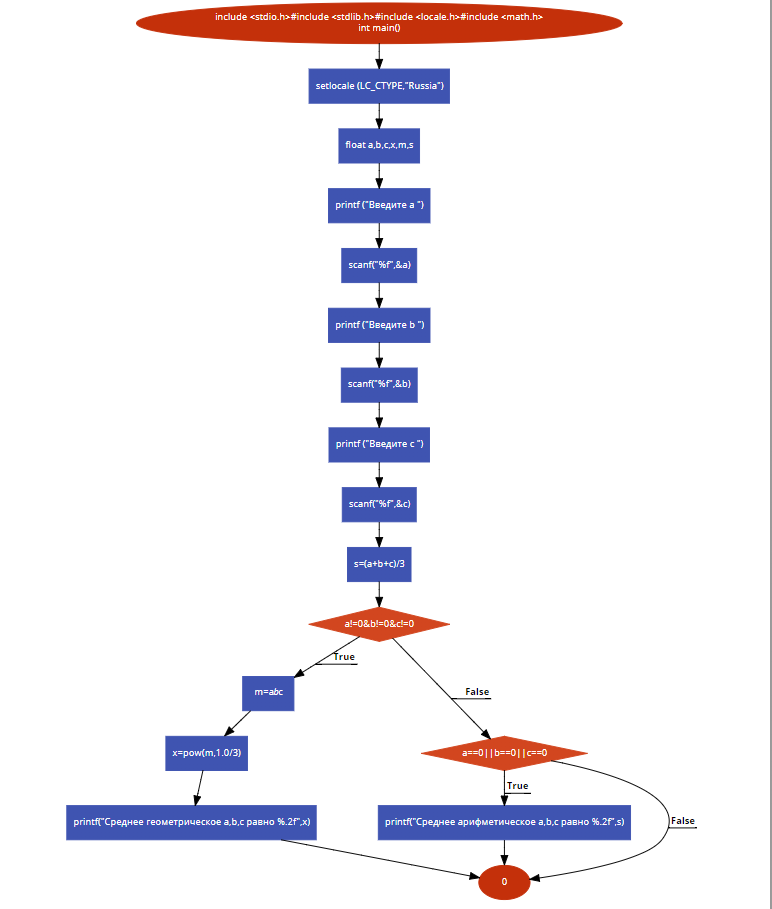 include <stdio.h>#include <stdlib.h>#include <locale.h>#include <math.h>
int main()
setlocale (LC_CTYPE,"Russia")
float a,b,c,x,m,s
printf ("Введите a ")
scanf("%f",&a)
printf ("Введите b ")
scanf("%f",&b)
printf ("Введите c ")
scanf("%f",&c)
s=(a+b+c)/3
a!=0&b!=0&c!=0
True
False
m=abc
x=pow(m,1.0/3)
a==0||b==0||c==0
True
False
printf("Среднее геометрическое a,b,c равно %.2f",x)
printf("Среднее арифметическое a,b,c равно %.2f",s)
0